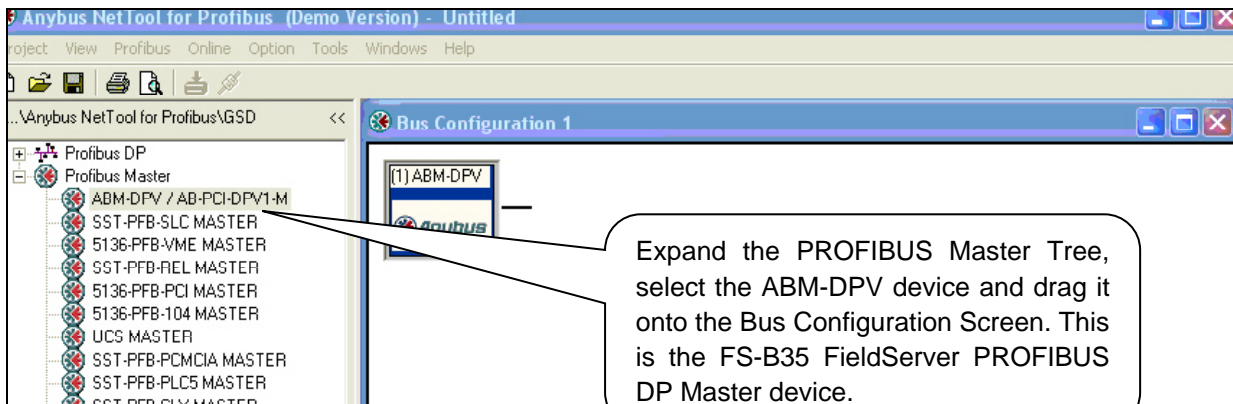 Anybus NetTool for Profibus (Demo Version) - Untitled
roject View Profibus Online Option Tools Windows Help
...\Anybus NetTool for Profibus\GSD <<
Bus Configuration 1
Profibus DP
Profibus Master
ABM-DPV / AB-PCI-DPV1-M
SST-PFB-SLC MASTER
5136-PFB-VME MASTER
SST-PFB-REL MASTER
5136-PFB-PCI MASTER
5136-PFB-104 MASTER
UCS MASTER
SST-PFB-PCMCIA MASTER
SST-PFB-PLC5 MASTER
SST-PFB-CLX MASTER
(1) ABM-DPV
Anybus
Expand the PROFIBUS Master Tree,
select the ABM-DPV device and drag it
onto the Bus Configuration Screen. This
is the FS-B35 FieldServer PROFIBUS
DP Master device.